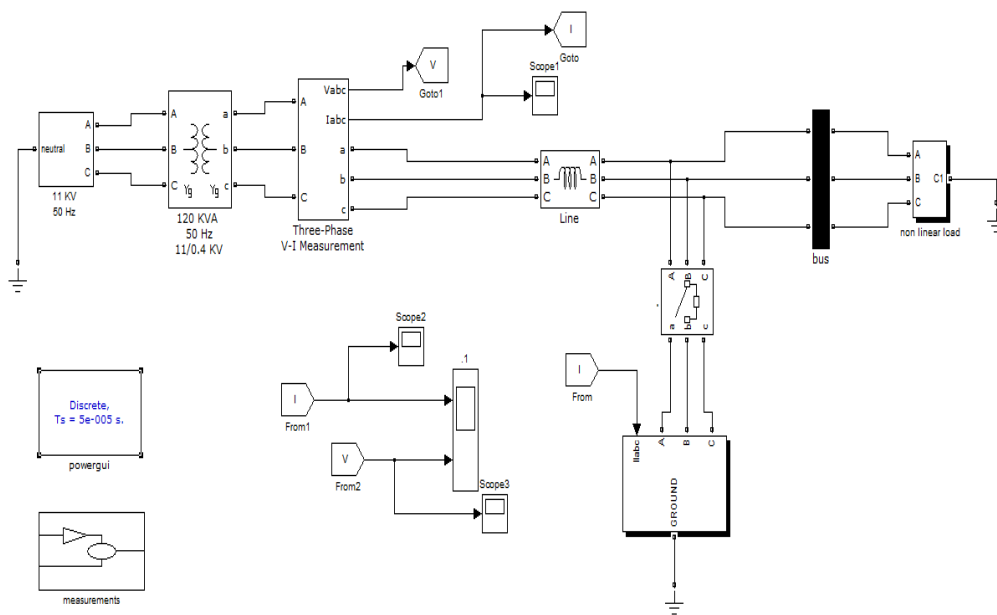 I
Goto
V
Goto1
Scope1
neutral
A
B
C
11 KV
50 Hz
A
B
C
a
b
c
Yg
Yg
120 KVA
50 Hz
11/0.4 KV
A
B
C
Vabc
Iabc
a
b
c
Three-Phase
V-I Measurement
A
B
C
A
B
C
Line
bus
A
B
C
C1
non linear load
A
B
C
a
b
c
Scope2
.1
I
From1
V
From2
Scope3
I
From
IIabc
A
B
C
GROUND
Discrete,
Ts = 5e-005 s.
powergui
measurements